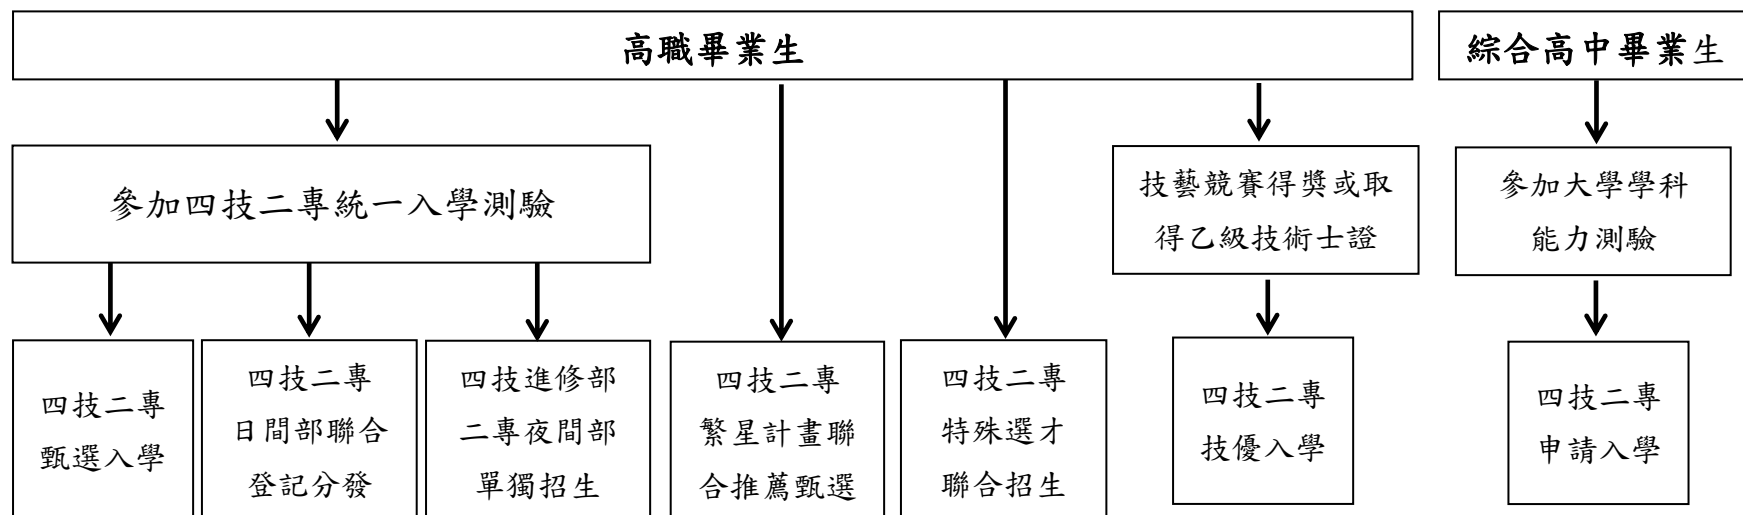 高職畢業生
綜合高中畢業生
參加四技二專統一入學測驗
技藝競賽得獎或取
得乙級技術士證
參加大學學科
能力測驗
四技二專
甄選入學
四技二專
日間部聯合
登記分發
四技進修部
二專夜間部
單獨招生
四技二專
繁星計畫聯
合推薦甄選
四技二專
特殊選才
聯合招生
四技二專
技優入學
四技二專
申請入學